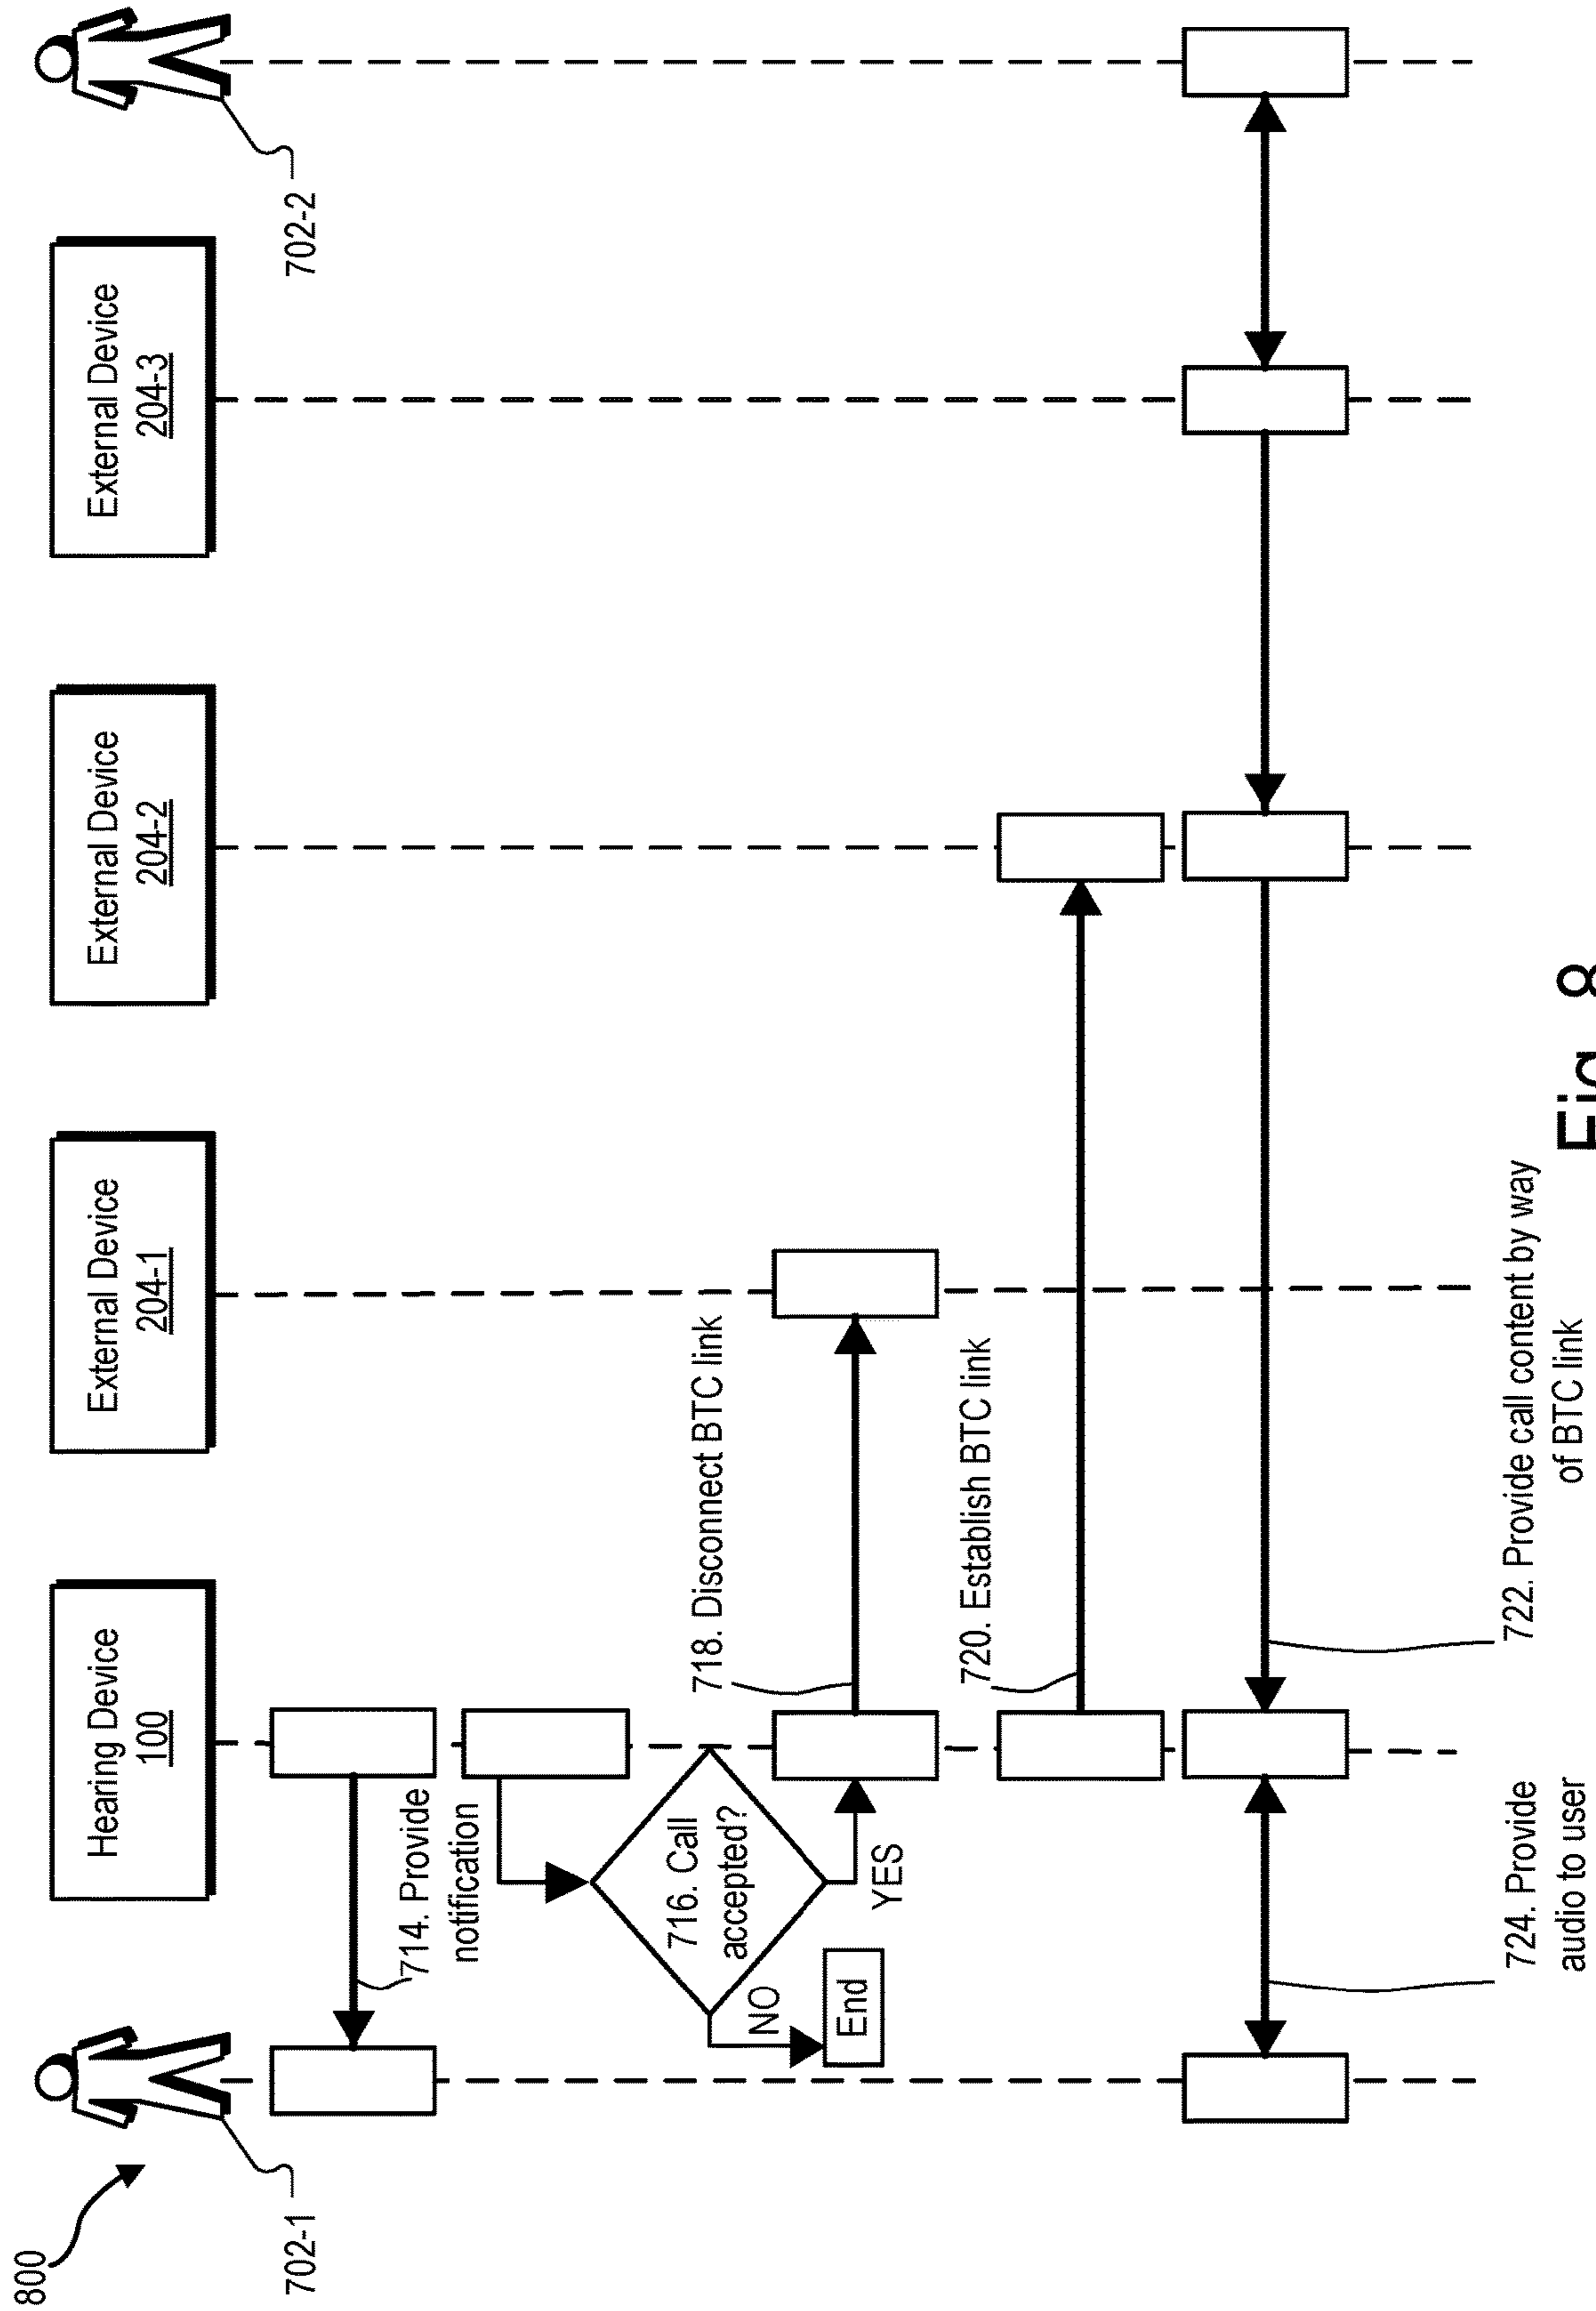 800
702-1
Hearing Device
100
External Device
204-1
External Device
204-2
External Device
204-3
702-2
714. Provide
notification
716. Call
accepted?
NO
End
YES
718. Disconnect BTC link
720. Establish BTC link
724. Provide
audio to user
722. Provide call content by way
of BTC link
Fig. 8